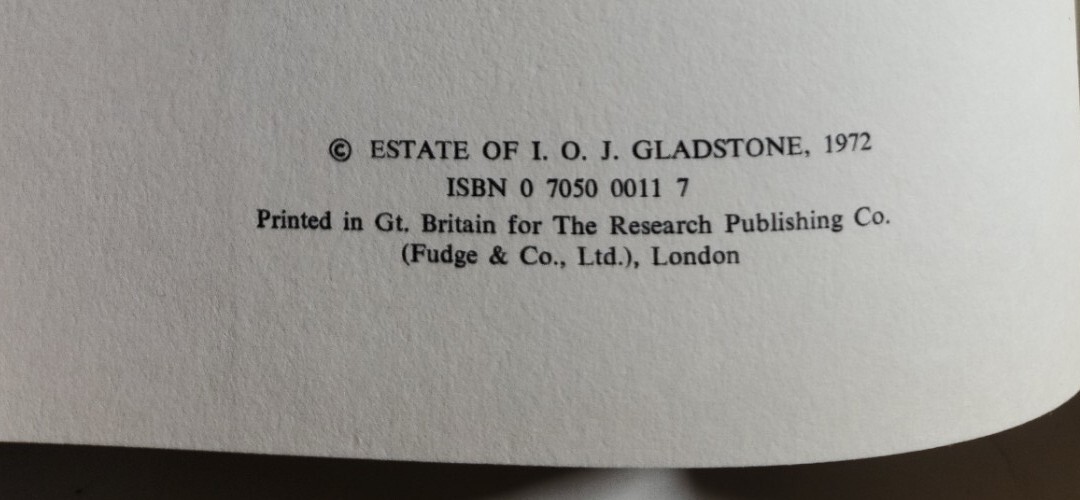 © ESTATE OF I. O. J. GLADSTONE, 1972
ISBN 0 7050 0011 7
Printed in Gt. Britain for The Research Publishing Co.
(Fudge & Co., Ltd.), London